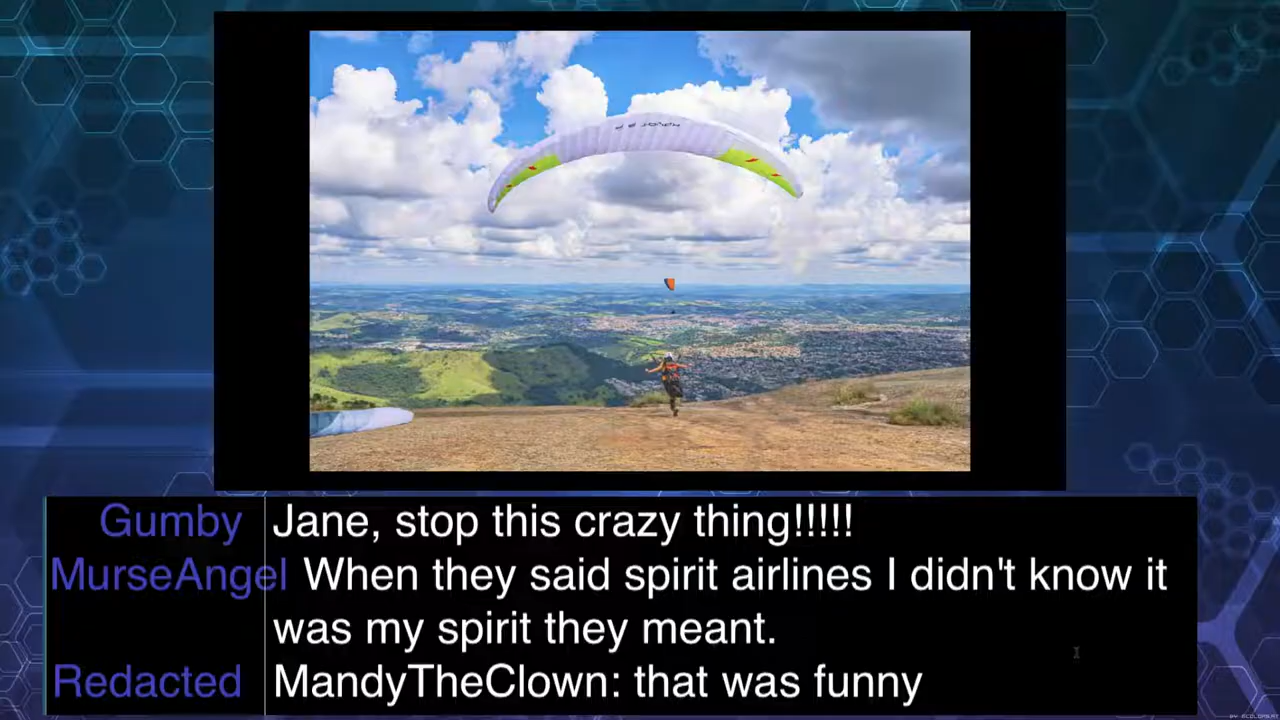 Gumby Jane, stop this crazy thing!!!!!
MurseAngel When they said spirit airlines I didn't know it
was my spirit they meant.
Redacted MandyTheClown: that was funny